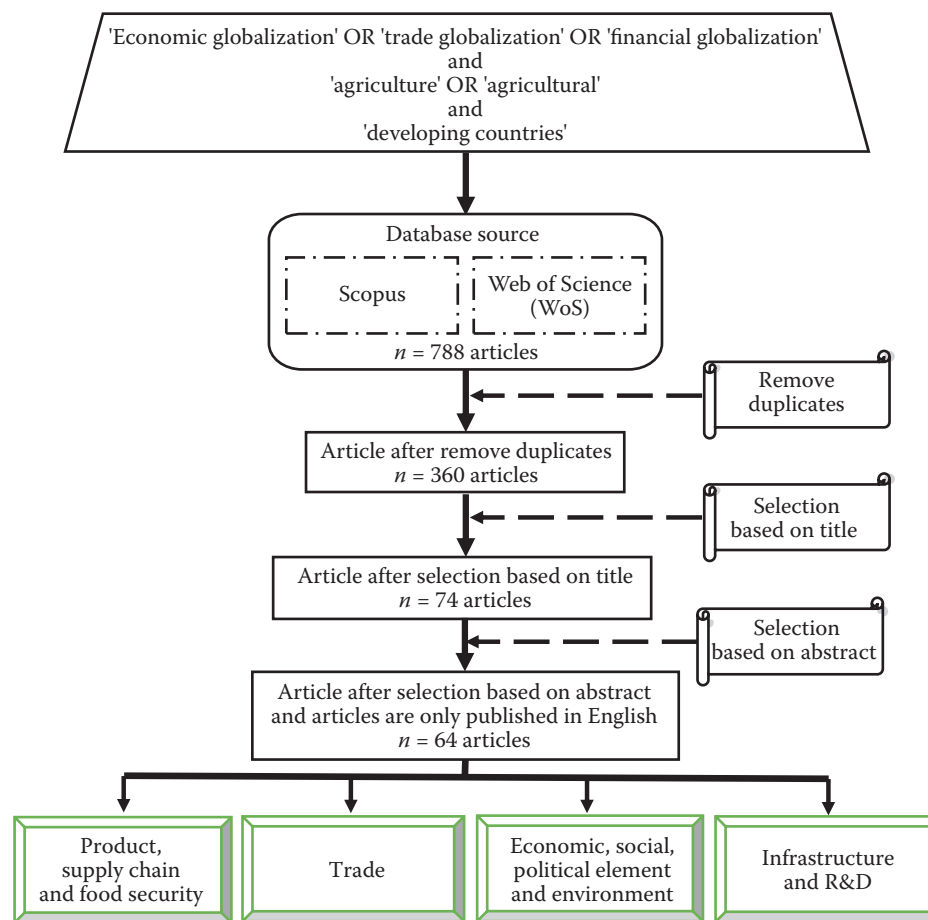 'Economic globalization' OR 'trade globalization' OR 'financial globalization'
and
'agriculture' OR 'agricultural'
and
'developing countries'
Database source
Scopus
Web of Science
(WoS)
n = 788 articles
Remove
duplicates
Article after remove duplicates
n = 360 articles
Selection
based on title
Article after selection based on title
n = 74 articles
Selection
based on abstract
Article after selection based on abstract
and articles are only published in English
n = 64 articles
Product,
supply chain
and food security
Trade
Economic, social,
political element
and environment
Infrastructure
and R&D